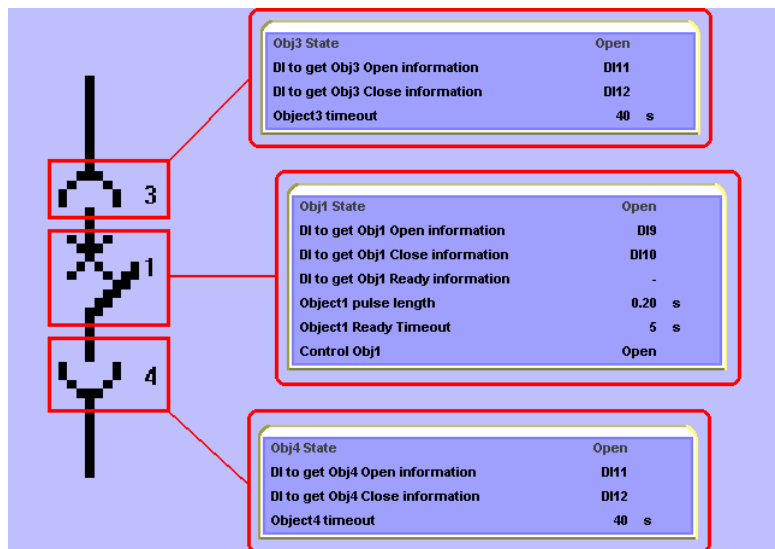 Obj3 State Open
DI to get Obj3 Open information DI11
DI to get Obj3 Close information DI12
Object3 timeout 40 s
3
Obj1 State Open
DI to get Obj1 Open information DI9
DI to get Obj1 Close information DI10
DI to get Obj1 Ready information -
Object1 pulse length 0.20 s
Object1 Ready Timeout 5 s
Control Obj1 Open
1
4
Obj4 State Open
DI to get Obj4 Open information DI11
DI to get Obj4 Close information DI12
Object4 timeout 40 s